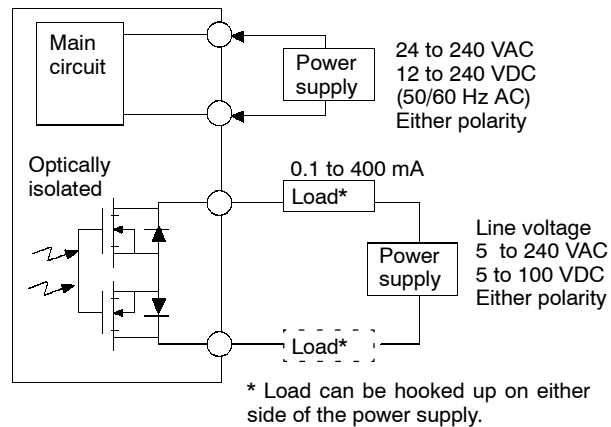 Main
circuit
Power
supply
24 to 240 VAC
12 to 240 VDC
(50/60 Hz AC)
Either polarity
Optically
isolated
0.1 to 400 mA
Load*
Power
supply
Line voltage
5 to 240 VAC
5 to 100 VDC
Either polarity
Load*
* Load can be hooked up on either
side of the power supply.